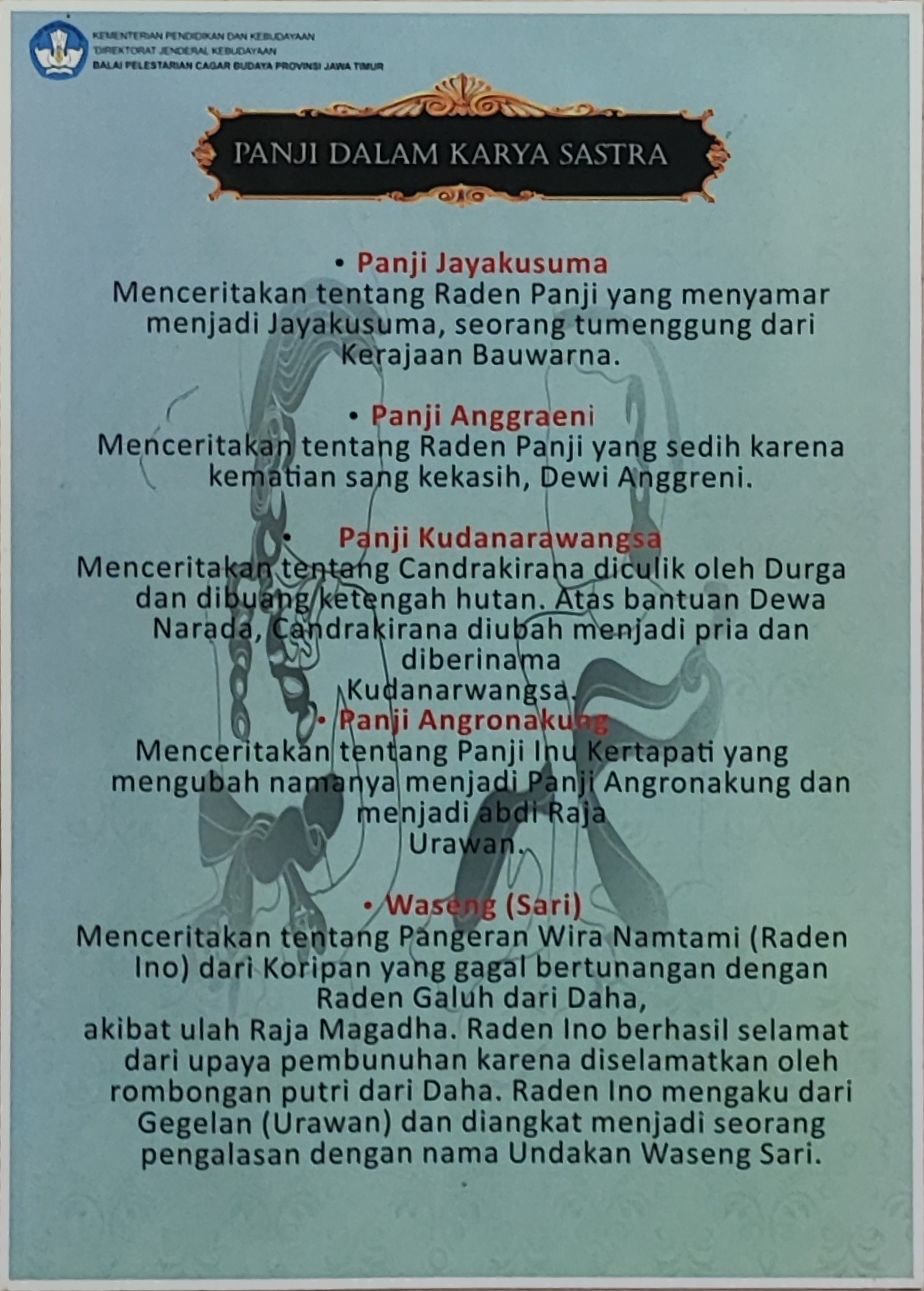 KEMENTERIAN PENDIDIKAN DAN KEBUDAYAAN
DIREKTORAT JENDERAL KEBUDAYAAN
BALAI PELESTARIAN CAGAR BUDAYA PROVINSI JAWA TIMUR
PANJI DALAM KARYA SASTRA
• Panji Jayakusuma
Menceritakan tentang Raden Panji yang menyamar
menjadi Jayakusuma, seorang tumenggung dari
Kerajaan Bauwarna.
• Panji Anggraeni
Menceritakan tentang Raden Panji yang sedih karena
kematian sang kekasih, Dewi Anggreni.
• Panji Kudanarawangsa
Menceritakan tentang Candrakirana diculik oleh Durga
dan dibuang ketengah hutan. Atas bantuan Dewa
Narada, Candrakirana diubah menjadi pria dan
diberinama
Kudanarwangsa.
• Panji Angronakung
Menceritakan tentang Panji Inu Kertapati yang
mengubah namanya menjadi Panji Angronakung dan
menjadi abdi Raja
Urawan.
• Waseng (Sari)
Menceritakan tentang Pangeran Wira Namtami (Raden
Ino) dari Koripan yang gagal bertunangan dengan
Raden Galuh dari Daha,
akibat ulah Raja Magadha. Raden Ino berhasil selamat
dari upaya pembunuhan karena diselamatkan oleh
rombongan putri dari Daha. Raden Ino mengaku dari
Gegelan (Urawan) dan diangkat menjadi seorang
pengalasan dengan nama Undakan Waseng Sari.